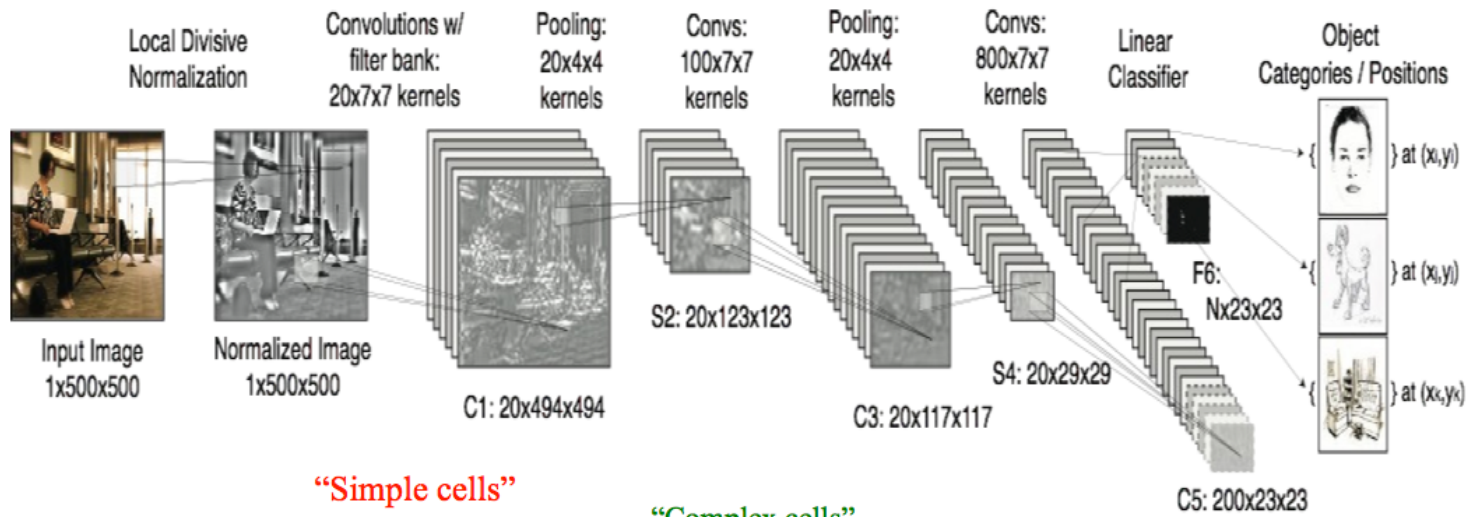 Local Divisive
Normalization
Convolutions w/
filter bank:
20x7x7 kernels
Pooling:
20x4x4
kernels
Convs:
100x7x7
kernels
Pooling:
20x4x4
kernels
Convs:
800x7x7
kernels
Linear
Classifier
Object
Categories / Positions
{ } at (xi,yi)
{ } at (xj,yj)
{ } at (xk,yk)
Input Image
1x500x500
Normalized Image
1x500x500
C1: 20x494x494
S2: 20x123x123
C3: 20x117x117
S4: 20x29x29
C5: 200x23x23
F6:
Nx23x23
“Simple cells”
“Complex cells”